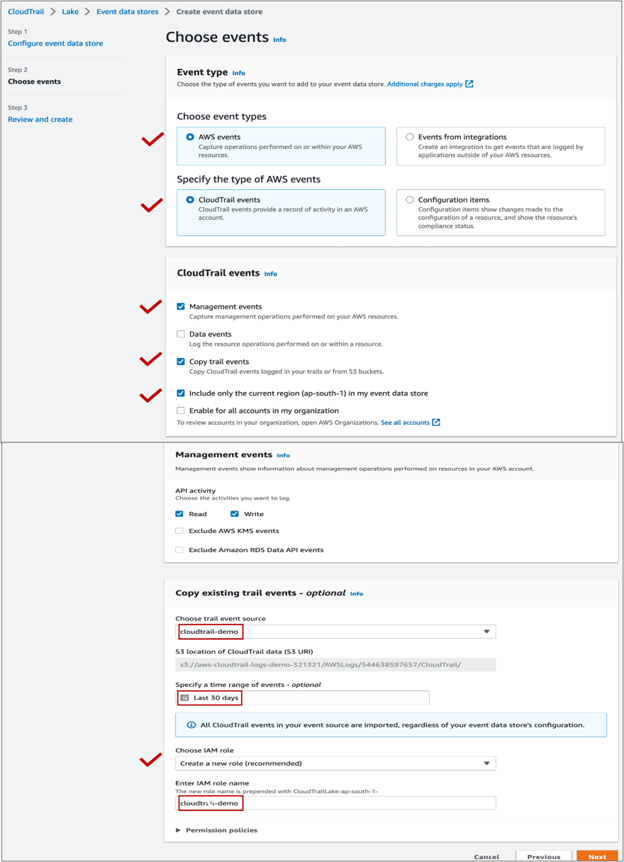 CloudTrail > Lake > Event data stores > Create event data store
Step 1
Configure event data store
Step 2
Choose events
Step 3
Review and create
Choose events Info
Event type Info
Choose the type of events you want to add to your event data store. Additional charges apply
Choose event types
AWS events
Capture operations performed on or within your AWS
resources.
Events from integrations
Create an integration to get events that are logged by
applications outside of your AWS resources.
Specify the type of AWS events
CloudTrail events
CloudTrail events provide a record of activity in an AWS
account.
Configuration items
Configuration items show changes made to the
configuration of a resource, and show the resource's
compliance status.
CloudTrail events Info
Management events
Capture management operations performed on your AWS resources.
Data events
Log the resource operations performed on or within a resource.
Copy trail events
Copy CloudTrail events logged in your trails or from S3 buckets.
Include only the current region (ap-south-1) in my event data store
Enable for all accounts in my organization
To review accounts in your organization, open AWS Organizations. See all accounts
Management events Info
Management events show information about management operations performed on resources in your AWS account.
API activity
Choose the activities you want to log.
Read Write
Exclude AWS KMS events
Exclude Amazon RDS Data API events
Copy existing trail events - optional Info
Choose trail event source
cloudtrail-demo
S3 location of CloudTrail data (S3 URI)
s3://aws-cloudtrail-logs-demo-321321/AWSLogs/544638597657/CloudTrail/
Specify a time range of events - optional
Last 30 days
All CloudTrail events in your event source are imported, regardless of your event data store's configuration.
Choose IAM role
Create a new role (recommended)
Enter IAM role name
The new role name is prepended with CloudTrailLake-ap-south-1-
Permission policies
Cancel Previous Next